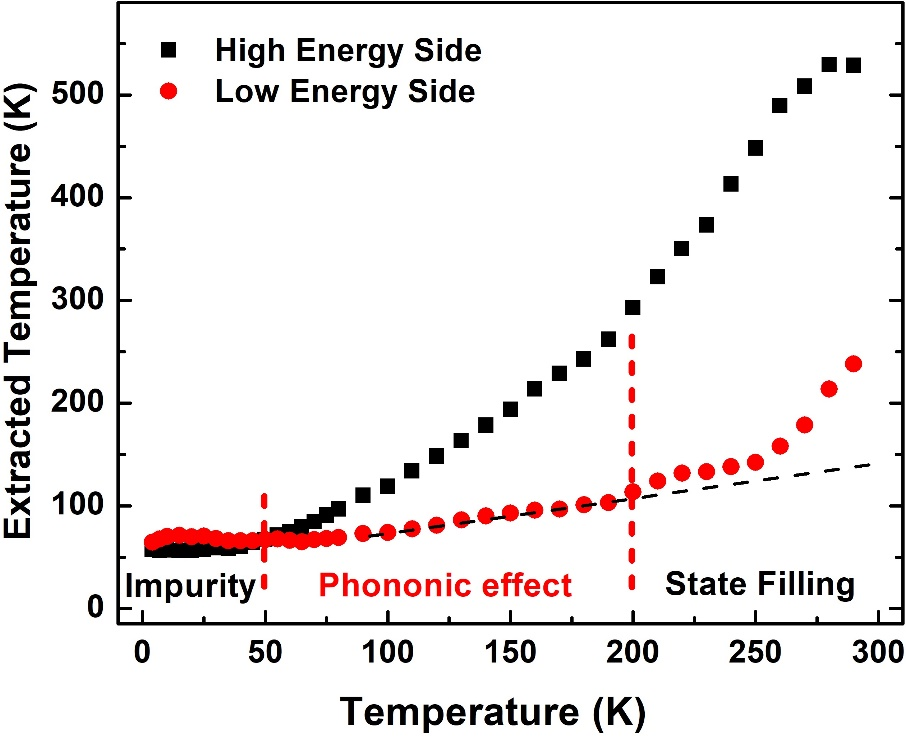 High Energy Side
Low Energy Side
Extracted Temperature (K)
500
400
300
200
100
0
Impurity
Phononic effect
State Filling
0 50 100 150 200 250 300
Temperature (K)